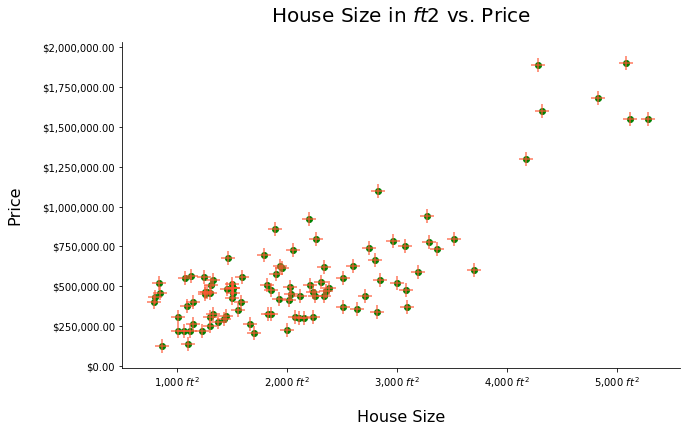 House Size in ft2 vs. Price
$2,000,000.00
$1,750,000.00
$1,500,000.00
$1,250,000.00
$1,000,000.00
$750,000.00
$500,000.00
$250,000.00
$0.00
Price
1,000 ft² 2,000 ft² 3,000 ft² 4,000 ft² 5,000 ft²
House Size